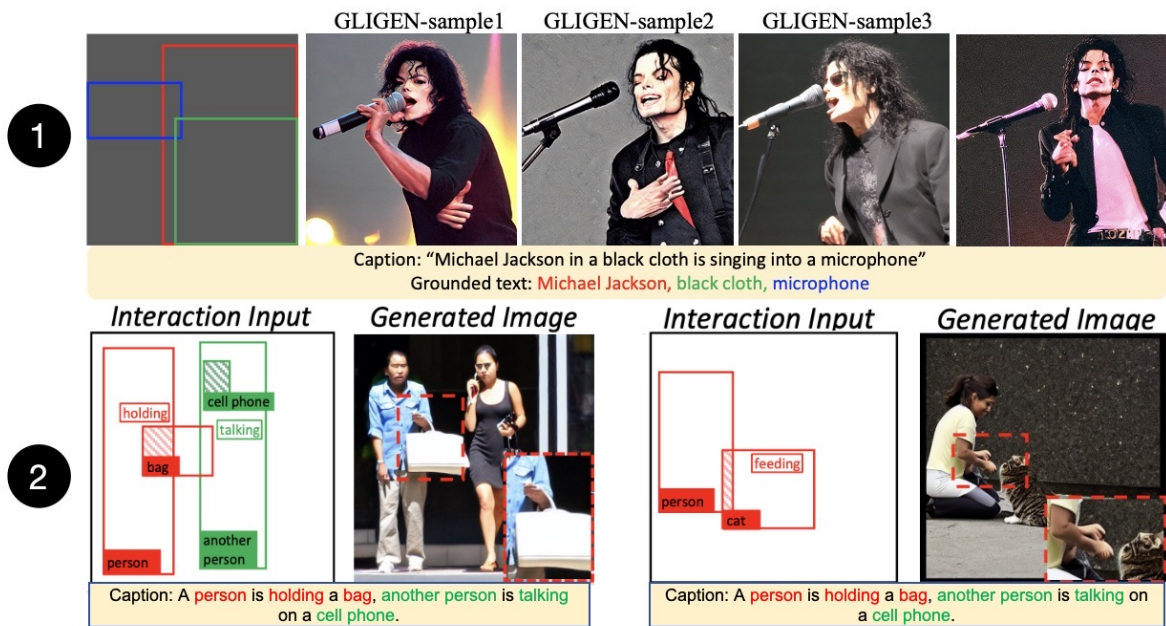 GLIGEN-sample1 GLIGEN-sample2 GLIGEN-sample3
1
Caption: “Michael Jackson in a black cloth is singing into a microphone”
Grounded text: Michael Jackson, black cloth, microphone
Interaction Input Generated Image Interaction Input Generated Image
2
cell phone
holding
talking
bag
another
person
person
Caption: A person is holding a bag, another person is talking
on a cell phone.
feeding
person
cat
Caption: A person is holding a bag, another person is talking on
a cell phone.